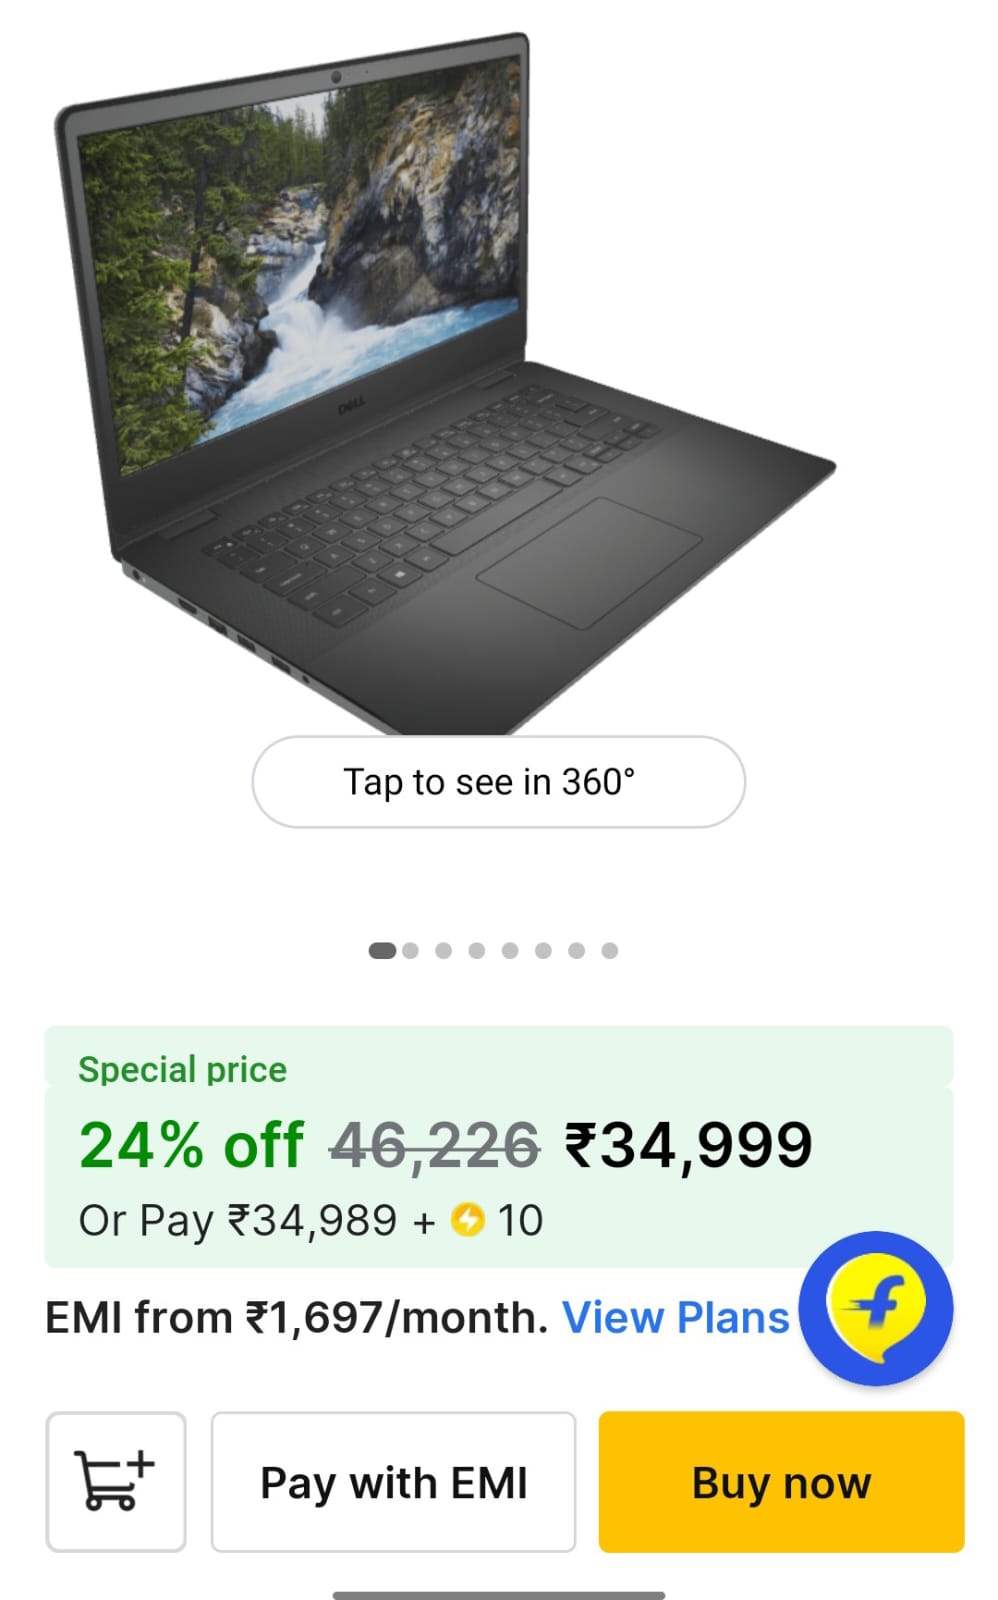 DELL
Tap to see in 360°
Special price
24% off 46,226 ₹34,999
Or Pay ₹34,989 + 10
EMI from ₹1,697/month. View Plans
f
Pay with EMI
Buy now